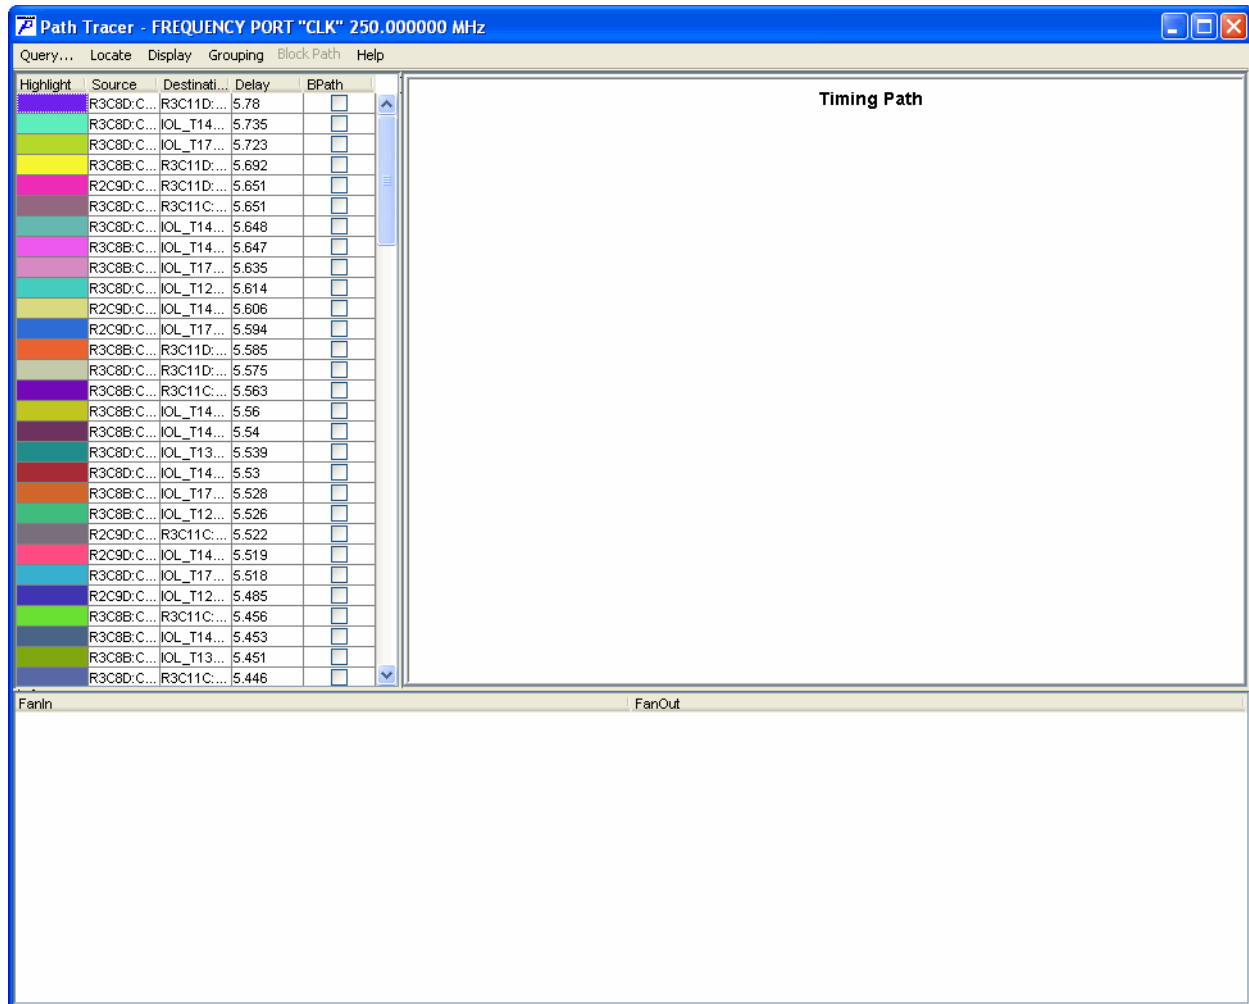 Path Tracer - FREQUENCY PORT "CLK" 250.000000 MHz
Query... Locate Display Grouping Block Path Help
Highlight Source Destinati... Delay BPath
R3C8D:C... R3C11D:... 5.78
R3C8D:C... IOL_T14... 5.735
R3C8D:C... IOL_T17... 5.723
R3C8B:C... R3C11D:... 5.692
R2C9D:C... R3C11D:... 5.651
R3C8D:C... R3C11C:... 5.651
R3C8D:C... IOL_T14... 5.648
R3C8B:C... IOL_T14... 5.647
R3C8B:C... IOL_T17... 5.635
R3C8D:C... IOL_T12... 5.614
R2C9D:C... IOL_T14... 5.606
R2C9D:C... IOL_T17... 5.594
R3C8B:C... R3C11D:... 5.585
R3C8D:C... R3C11D:... 5.575
R3C8B:C... R3C11C:... 5.563
R3C8B:C... IOL_T14... 5.56
R3C8B:C... IOL_T14... 5.54
R3C8D:C... IOL_T13... 5.539
R3C8D:C... IOL_T14... 5.53
R3C8B:C... IOL_T17... 5.528
R3C8B:C... IOL_T12... 5.526
R2C9D:C... R3C11C:... 5.522
R2C9D:C... IOL_T14... 5.519
R3C8D:C... IOL_T17... 5.518
R2C9D:C... IOL_T12... 5.485
R3C8B:C... R3C11C:... 5.456
R3C8B:C... IOL_T14... 5.453
R3C8B:C... IOL_T13... 5.451
R3C8D:C... R3C11C:... 5.446
Timing Path
FanIn FanOut